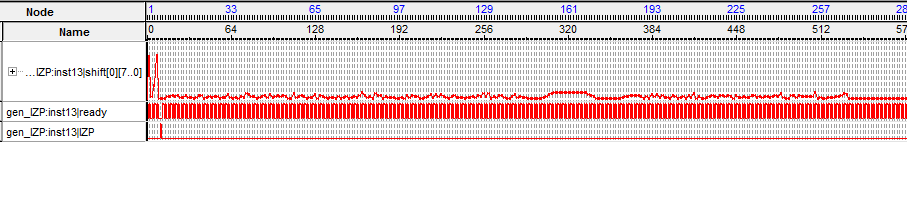 Node
1 33 65 97 129 161 193 225 257 28
Name
0 64 128 192 256 320 384 448 512 57
...IZP:inst13|shift[0][7..0]
gen_IZP:inst13|ready
gen_IZP:inst13|IZP